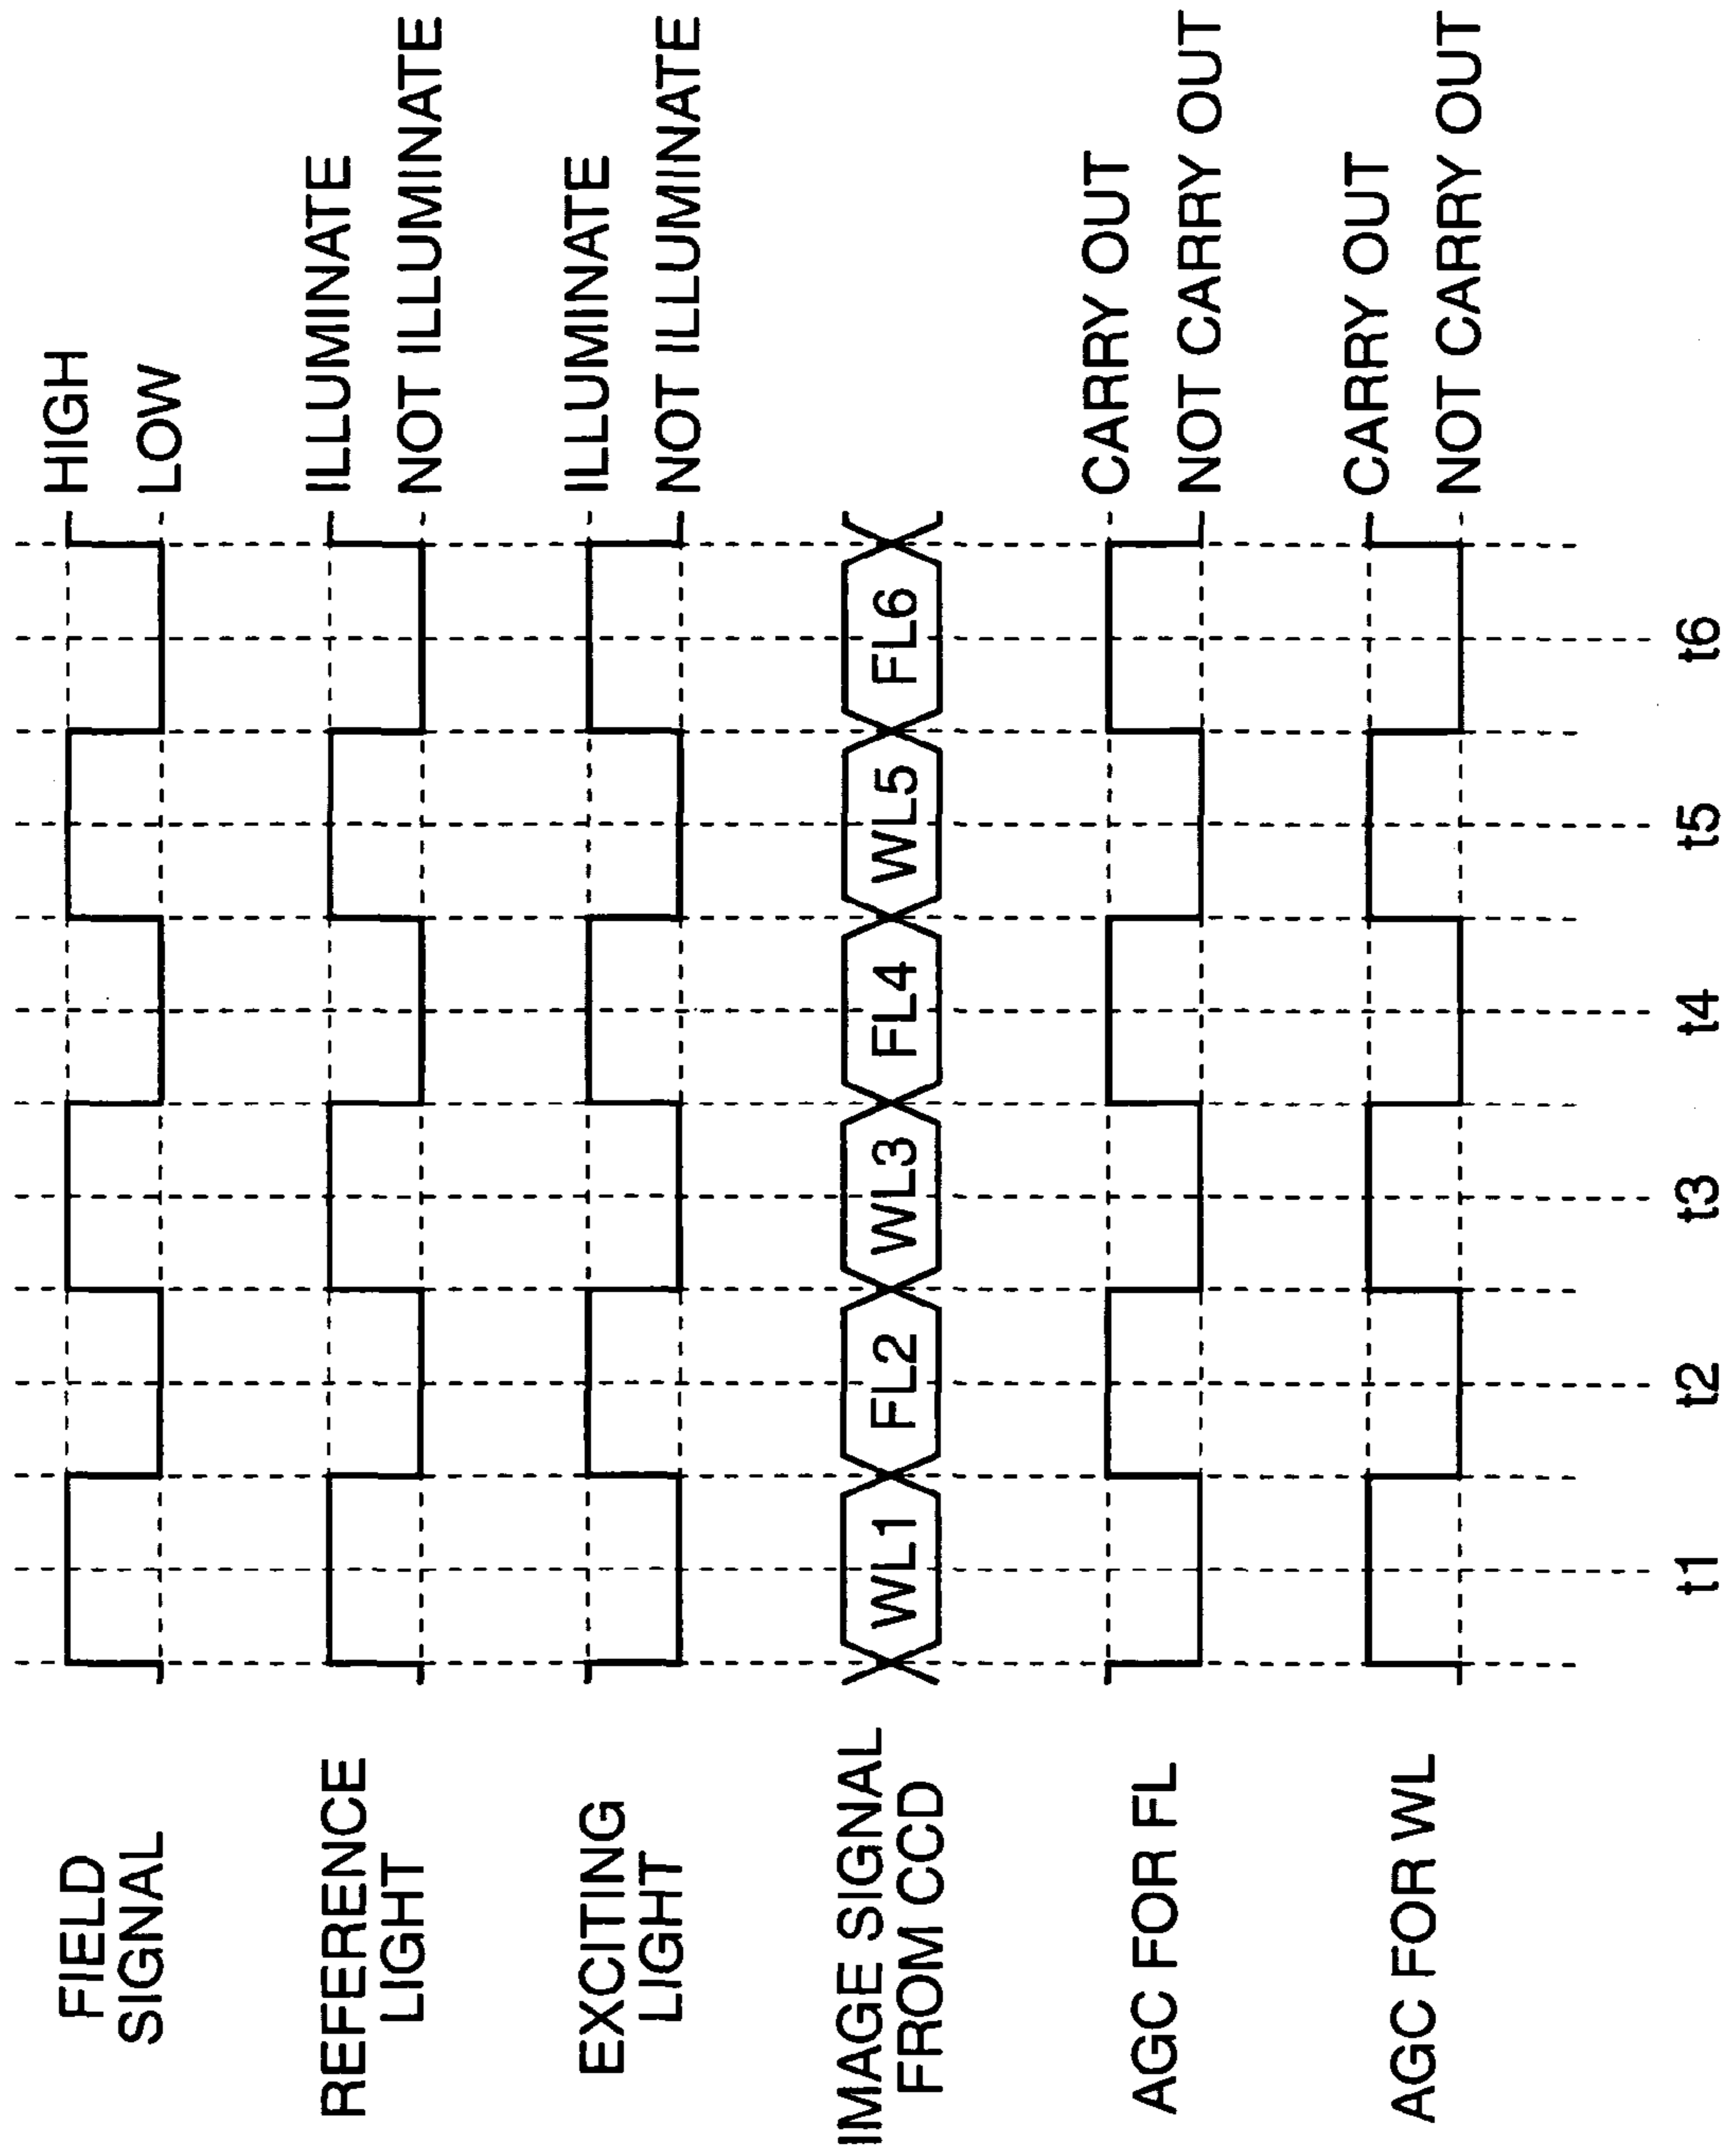 FIELD
SIGNAL
HIGH
LOW
REFERENCE
LIGHT
ILLUMINATE
NOT ILLUMINATE
EXCITING
LIGHT
ILLUMINATE
NOT ILLUMINATE
IMAGE SIGNAL
FROM CCD
WL1 FL2 WL3 FL4 WL5 FL6
AGC FOR FL
CARRY OUT
NOT CARRY OUT
AGC FOR WL
CARRY OUT
NOT CARRY OUT
t1 t2 t3 t4 t5 t6